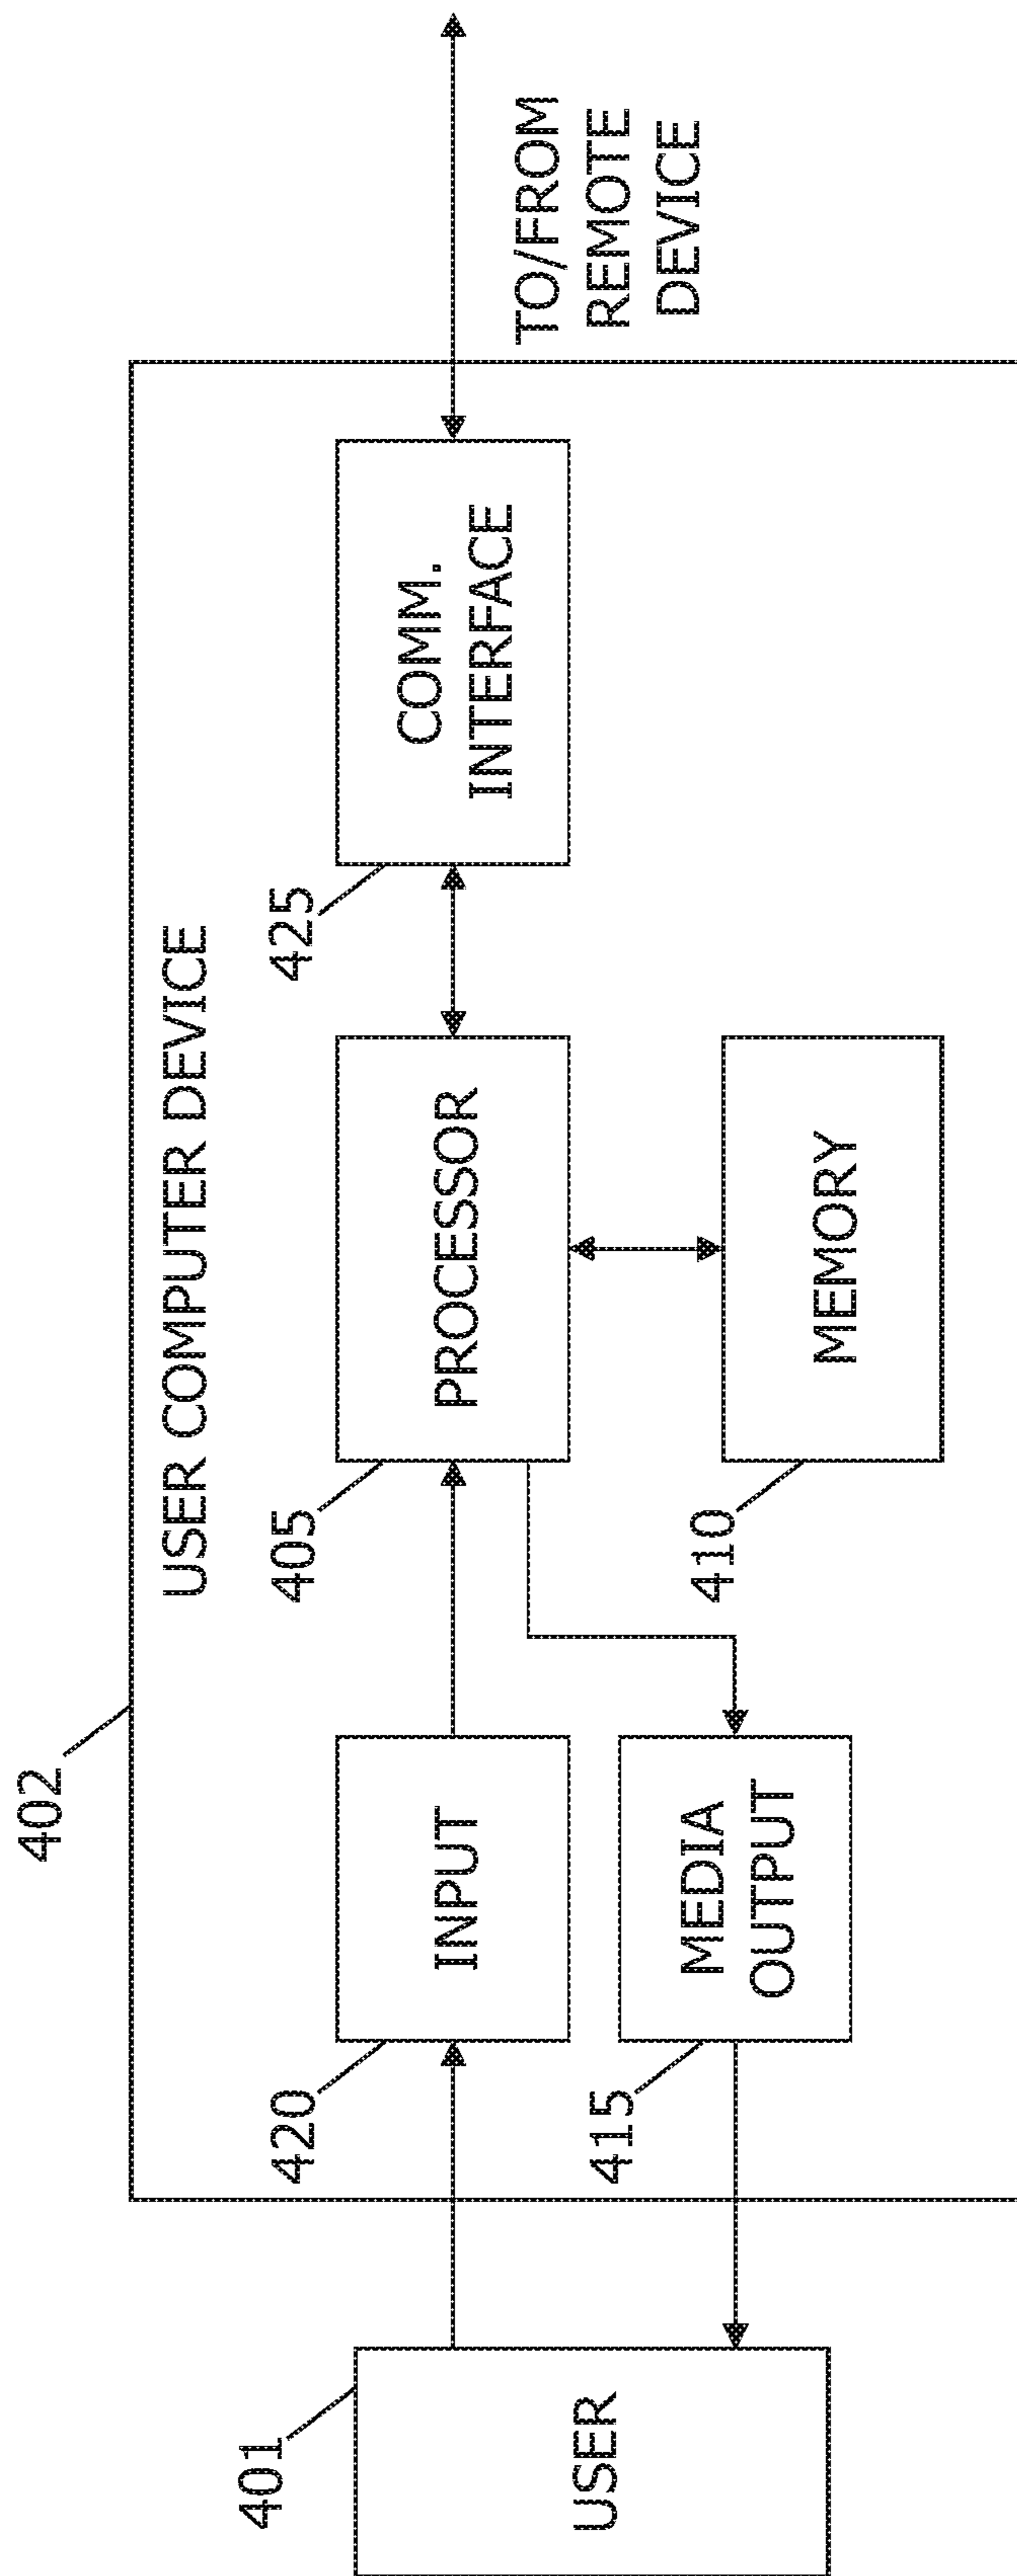 402
USER COMPUTER DEVICE
401
USER
420
INPUT
415
MEDIA
OUTPUT
405
PROCESSOR
410
MEMORY
425
COMM.
INTERFACE
TO/FROM
REMOTE
DEVICE